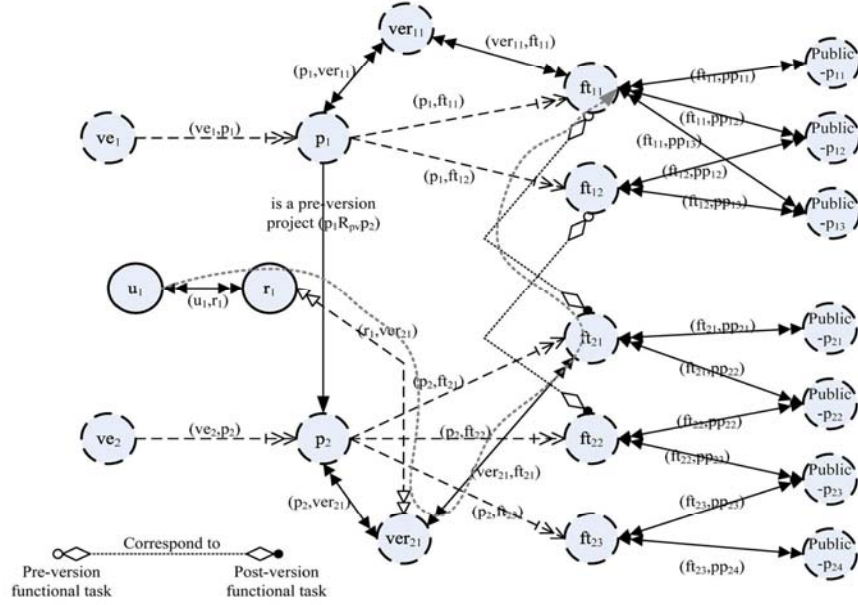 ver₁₁
(ver₁₁,ft₁₁)
Public
-p₁₁
(p₁,ver₁₁)
ft₁₁
(ft₁₁,pp₁₁)
(p₁,ft₁₁)
(ft₁₁,pp₁₂)
ve₁
(ve₁,p₁)
p₁
(ft₁₁,pp₁₃)
Public
-p₁₂
(p₁,ft₁₂)
ft₁₂
(ft₁₂,pp₁₂)
(ft₁₂,pp₁₃)
Public
-p₁₃
is a pre-version
project (p₁Rₚᵥp₂)
u₁
(u₁,r₁)
r₁
(r₁,ver₂₁)
ft₂₁
(ft₂₁,pp₂₁)
Public
-p₂₁
(p₂,ft₂₁)
(ft₂₁,pp₂₂)
ve₂
(ve₂,p₂)
p₂
(p₂,ft₂₂)
ft₂₂
(ft₂₂,pp₂₂)
Public
-p₂₂
(ver₂₁,ft₂₁)
(ft₂₂,pp₂₃)
(p₂,ver₂₁)
(p₂,ft₂₃)
(ft₂₃,pp₂₃)
Public
-p₂₃
ver₂₁
ft₂₃
(ft₂₃,pp₂₄)
Public
-p₂₄
Correspond to
Pre-version
functional task
Post-version
functional task